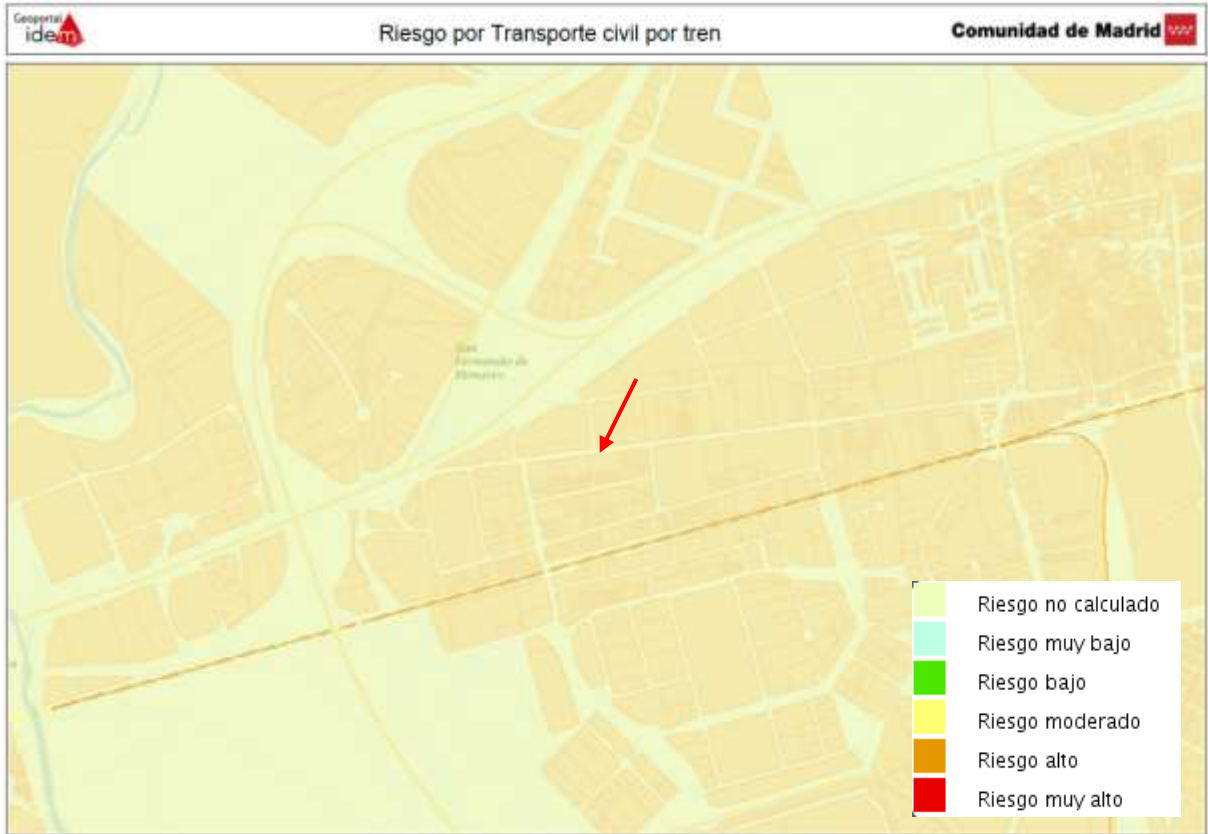 Geoportal
idem
Riesgo por Transporte civil por tren
Comunidad de Madrid
San
Fernando de
Henares
Riesgo no calculado
Riesgo muy bajo
Riesgo bajo
Riesgo moderado
Riesgo alto
Riesgo muy alto